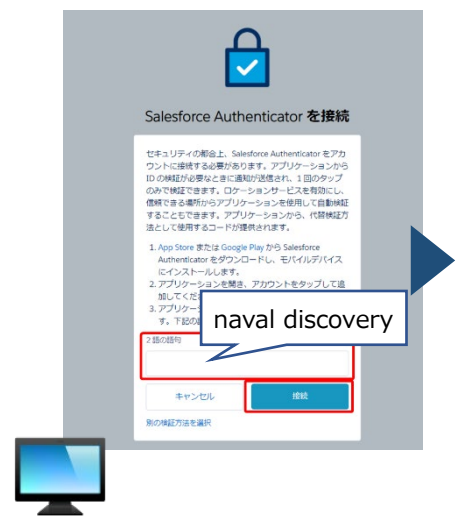 Salesforce Authenticator を接続
セキュリティの都合上、Salesforce Authenticator をアカ
ウントに接続する必要があります。アプリケーションから
ID の検証が必要なときに通知が送信され、1 回のタップ
のみで検証できます。ロケーションサービスを有効にし、
信頼できる場所からアプリケーションを使用して自動検証
することもできます。アプリケーションから、代替検証方
法として使用するコードが提供されます。
1. App Store または Google Play から Salesforce
Authenticator をダウンロードし、モバイルデバイス
にインストールします。
2. アプリケーションを開き、アカウントをタップして追
加してくだ
3. アプリケー
す。下記の
naval discovery
2 語の語句
キャンセル
接続
別の検証方法を選択